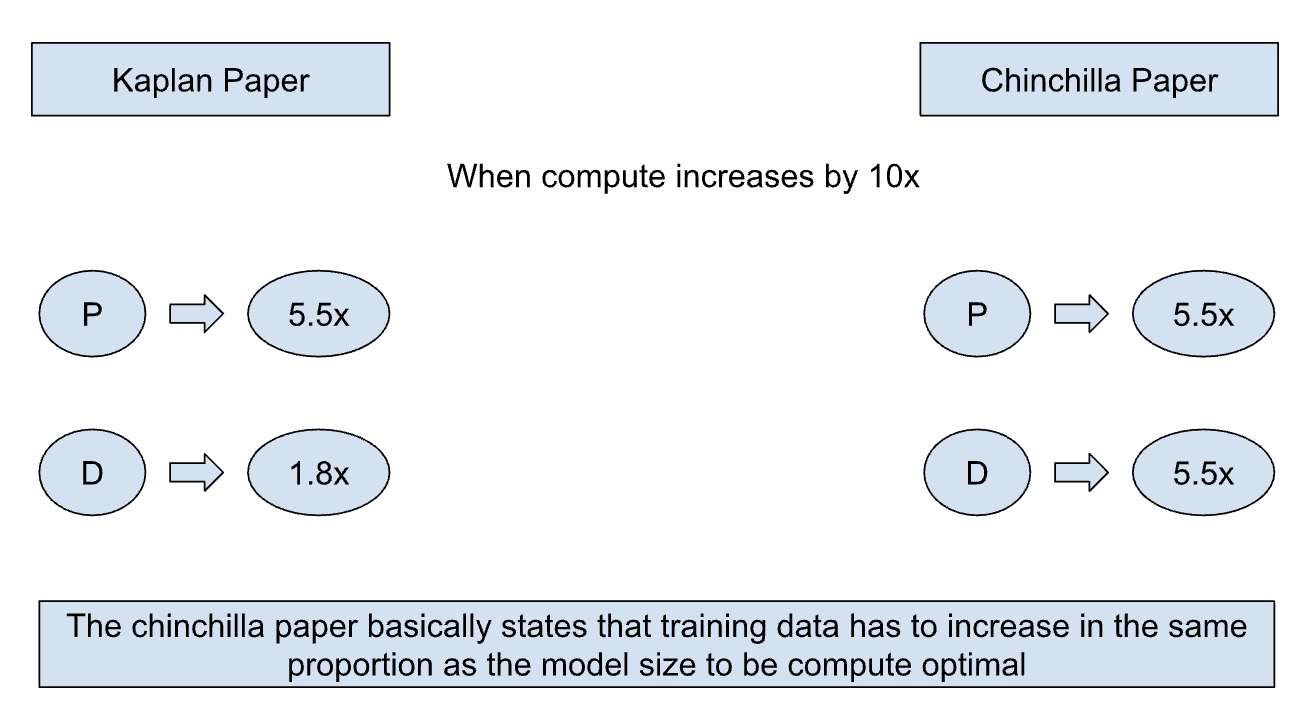 Kaplan Paper
Chinchilla Paper
When compute increases by 10x
P
5.5x
P
5.5x
D
1.8x
D
5.5x
The chinchilla paper basically states that training data has to increase in the same
proportion as the model size to be compute optimal